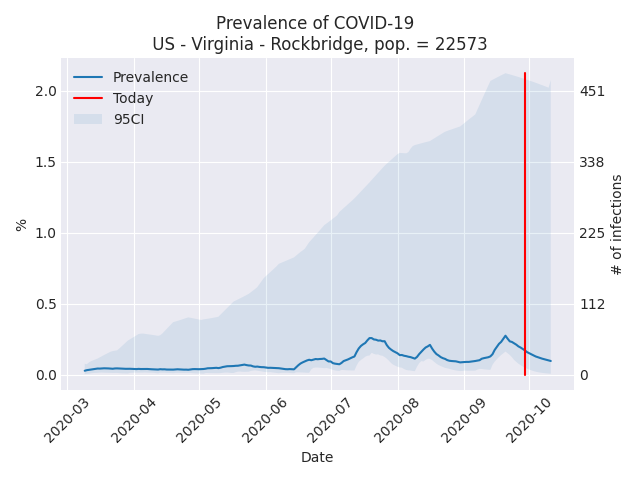 Prevalence of COVID-19
US - Virginia - Rockbridge, pop. = 22573
Prevalence
Today
95CI
2.0
1.5
1.0
0.5
0.0
%
451
338
225
112
0
# of infections
2020-03
2020-04
2020-05
2020-06
2020-07
2020-08
2020-09
2020-10
Date